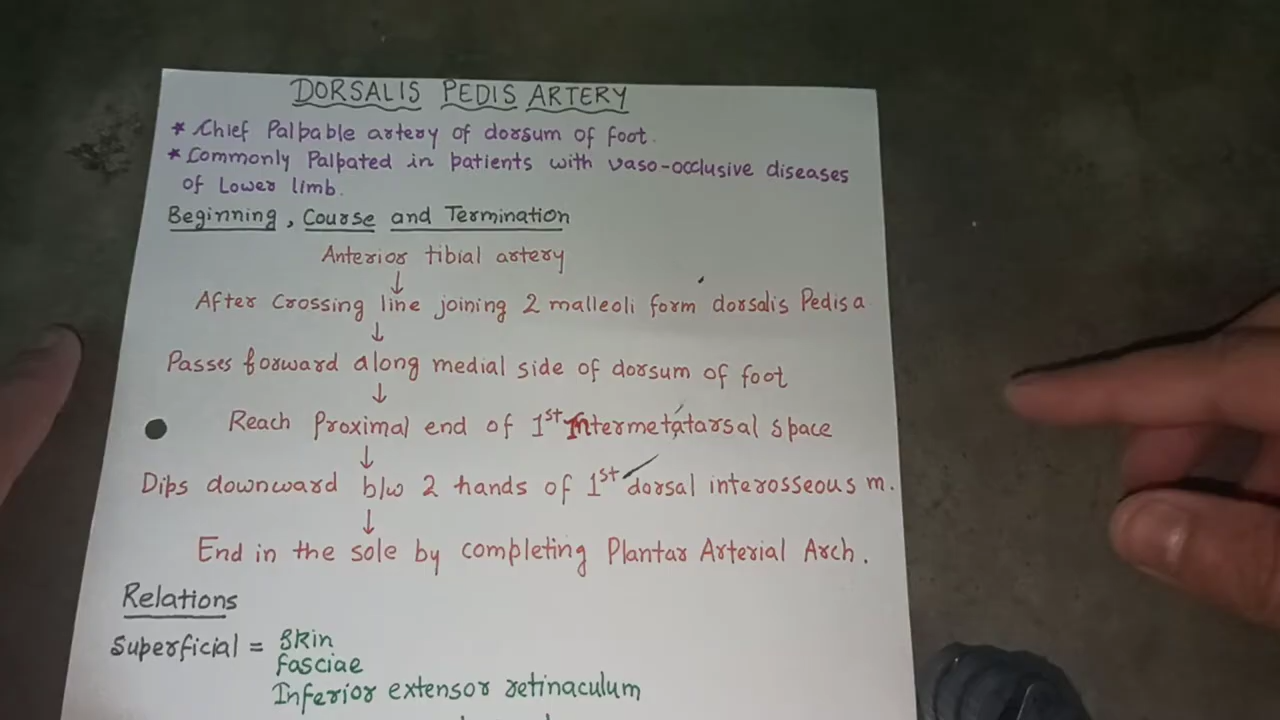 DORSALIS PEDIS ARTERY
* Chief Palpable artery of dorsum of foot.
* Commonly Palpated in patients with vaso-occlusive diseases
of Lower limb.
Beginning, Course and Termination
Anterior tibial artery
↓
After Crossing line joining 2 malleoli form dorsalis Pedis a
↓
Passes forward along medial side of dorsum of foot
↓
Reach Proximal end of 1st Intermetatarsal space
↓
Dips downward b/w 2 hands of 1st dorsal interosseous m.
↓
End in the sole by completing Plantar Arterial Arch.
Relations
Superficial = Skin
fasciae
Inferior extensor retinaculum